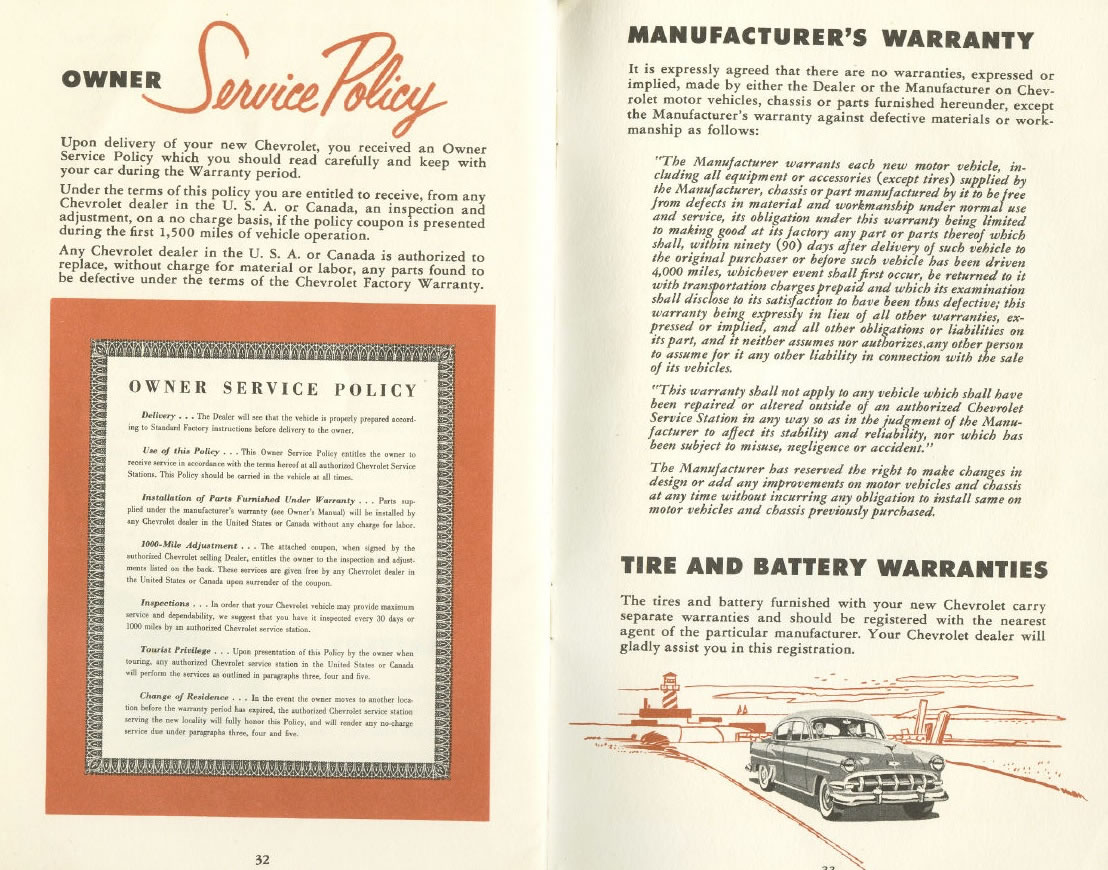 OWNER Service Policy
Upon delivery of your new Chevrolet, you received an Owner
Service Policy which you should read carefully and keep with
your car during the Warranty period.
Under the terms of this policy you are entitled to receive, from any
Chevrolet dealer in the U. S. A. or Canada, an inspection and
adjustment, on a no charge basis, if the policy coupon is presented
during the first 1,500 miles of vehicle operation.
Any Chevrolet dealer in the U. S. A. or Canada is authorized to
replace, without charge for material or labor, any parts found to
be defective under the terms of the Chevrolet Factory Warranty.
OWNER SERVICE POLICY
Delivery . . . The Dealer will see that the vehicle is properly prepared accord-
ing to Standard Factory instructions before delivery to the owner.
Use of this Policy . . . This Owner Service Policy entitles the owner to
receive service in accordance with the terms hereof at all authorized Chevrolet Service
Stations. This Policy should be carried in the vehicle at all times.
Installation of Parts Furnished Under Warranty . . . Parts sup-
plied under the manufacturer's warranty (see Owner's Manual) will be installed by
any Chevrolet dealer in the United States or Canada without any charge for labor.
1000-Mile Adjustment . . . The attached coupon, when signed by the
authorized Chevrolet selling Dealer, entitles the owner to the inspection and adjust-
ments listed on the back. These services are given free by any Chevrolet dealer in
the United States or Canada upon surrender of the coupon.
Inspections . . . In order that your Chevrolet vehicle may provide maximum
service and dependability, we suggest that you have it inspected every 30 days or
1000 miles by an authorized Chevrolet service station.
Tourist Privilege . . . Upon presentation of this Policy by the owner when
touring, any authorized Chevrolet service station in the United States or Canada
will perform the services as outlined in paragraphs three, four and five.
Change of Residence . . . In the event the owner moves to another loca-
tion before the warranty period has expired, the authorized Chevrolet service station
serving the new locality will fully honor this Policy, and will render any no-charge
service due under paragraphs three, four and five.
32
MANUFACTURER'S WARRANTY
It is expressly agreed that there are no warranties, expressed or
implied, made by either the Dealer or the Manufacturer on Chev-
rolet motor vehicles, chassis or parts furnished hereunder, except
the Manufacturer's warranty against defective materials or work-
manship as follows:
"The Manufacturer warrants each new motor vehicle, in-
cluding all equipment or accessories (except tires) supplied by
the Manufacturer, chassis or part manufactured by it to be free
from defects in material and workmanship under normal use
and service, its obligation under this warranty being limited
to making good at its factory any part or parts thereof which
shall, within ninety (90) days after delivery of such vehicle to
the original purchaser or before such vehicle has been driven
4,000 miles, whichever event shall first occur, be returned to it
with transportation charges prepaid and which its examination
shall disclose to its satisfaction to have been thus defective; this
warranty being expressly in lieu of all other warranties, ex-
pressed or implied, and all other obligations or liabilities on
its part, and it neither assumes nor authorizes any other person
to assume for it any other liability in connection with the sale
of its vehicles.
"This warranty shall not apply to any vehicle which shall have
been repaired or altered outside of an authorized Chevrolet
Service Station in any way so as in the judgment of the Manu-
facturer to affect its stability and reliability, nor which has
been subject to misuse, negligence or accident."
The Manufacturer has reserved the right to make changes in
design or add any improvements on motor vehicles and chassis
at any time without incurring any obligation to install same on
motor vehicles and chassis previously purchased.
TIRE AND BATTERY WARRANTIES
The tires and battery furnished with your new Chevrolet carry
separate warranties and should be registered with the nearest
agent of the particular manufacturer. Your Chevrolet dealer will
gladly assist you in this registration.